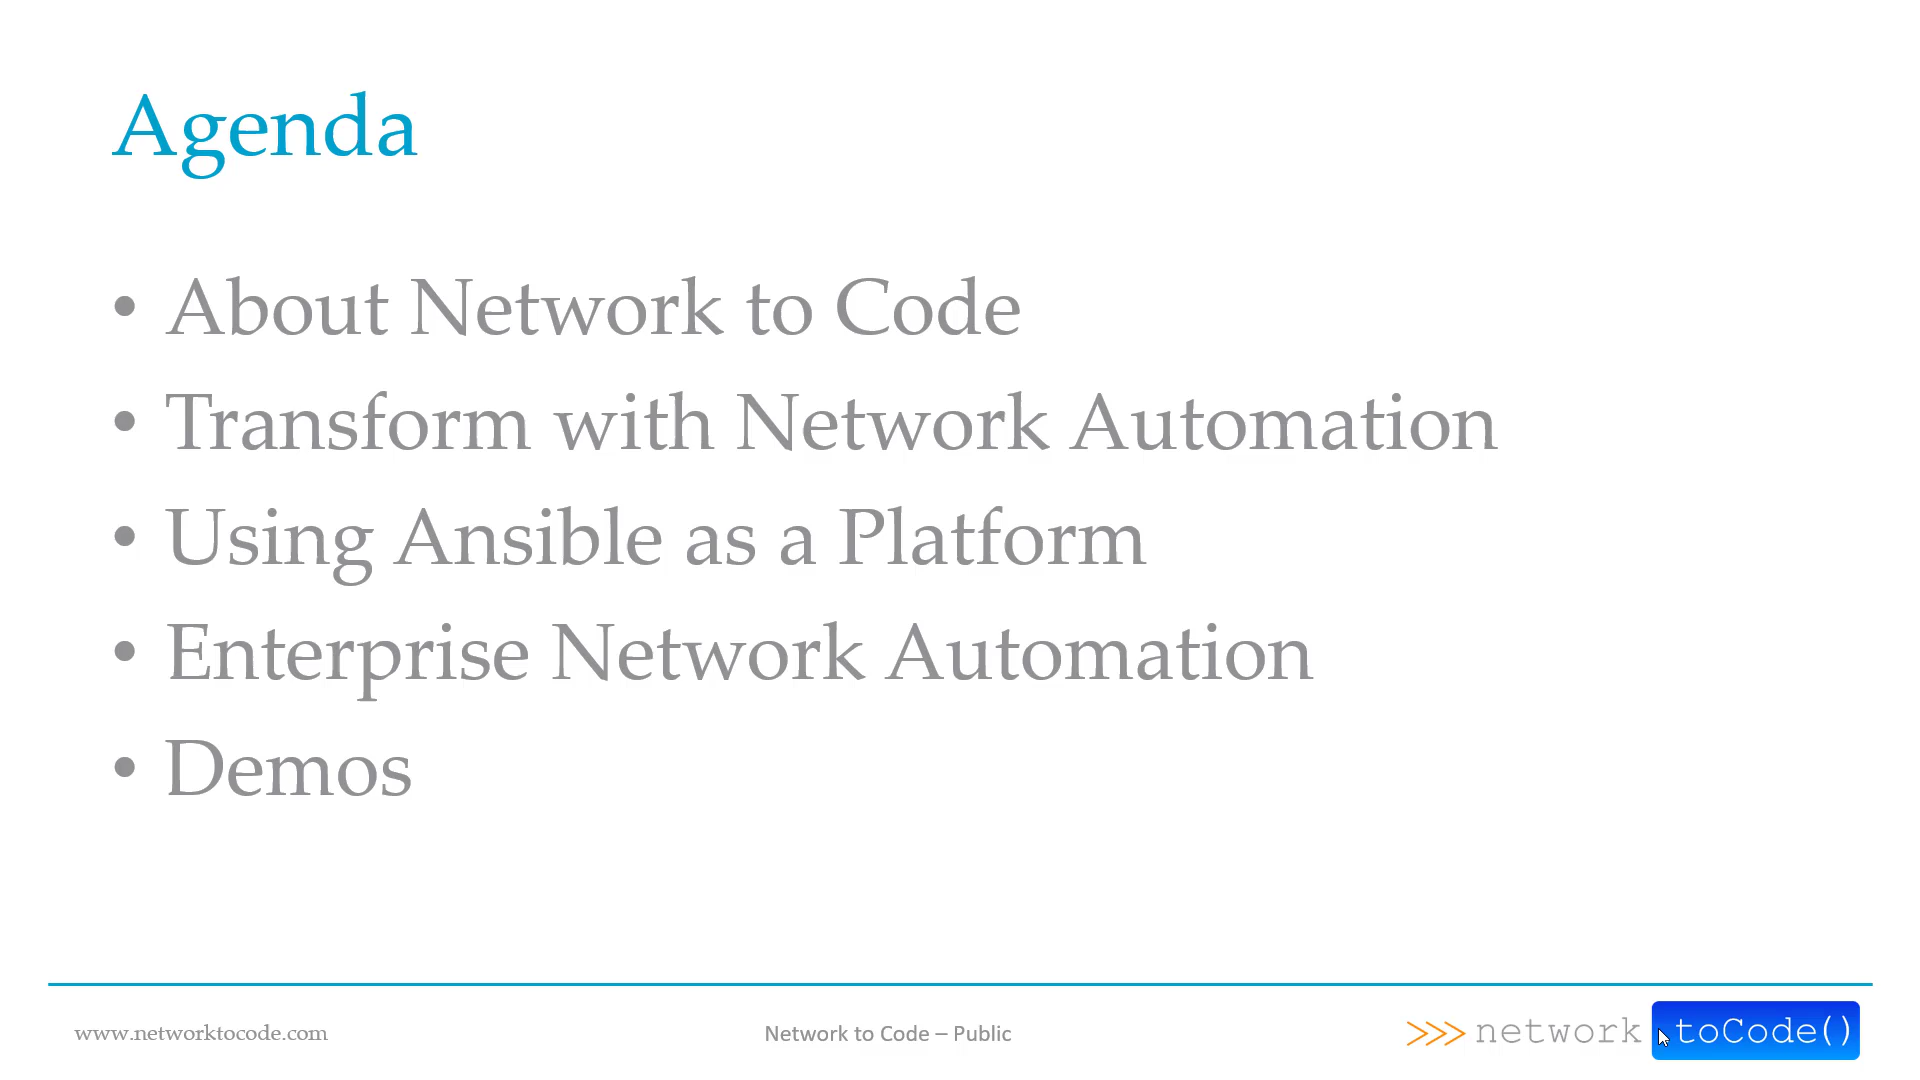 Agenda
• About Network to Code
• Transform with Network Automation
• Using Ansible as a Platform
• Enterprise Network Automation
• Demos
www.networktocode.com
Network to Code – Public
>>> network .toCode()